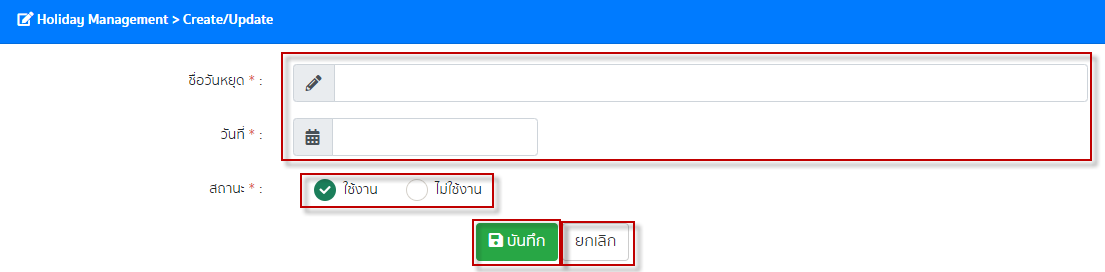 Holiday Management > Create/Update
ชื่อวันหยุด * :
วันที่ * :
สถานะ * : ใช้งาน ไม่ใช้งาน
บันทึก ยกเลิก